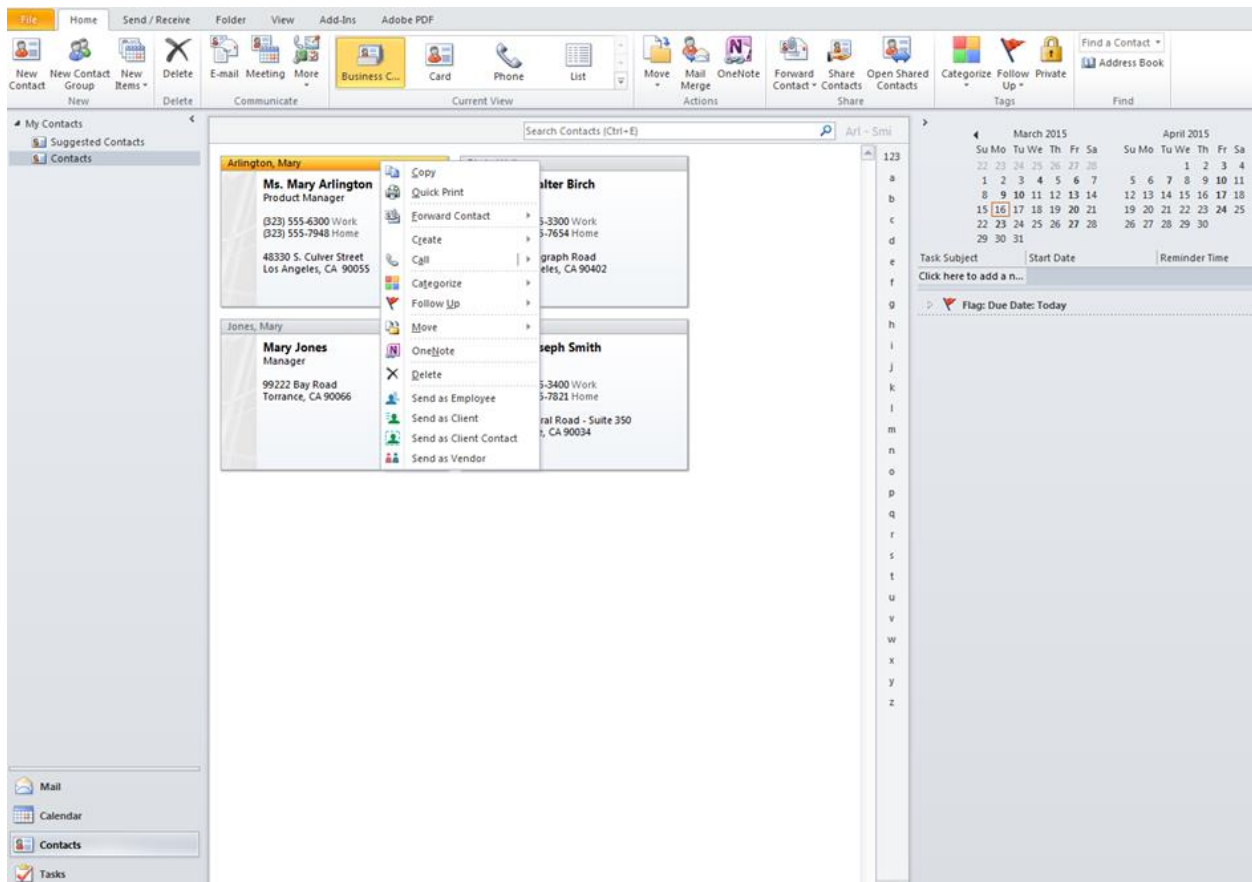 File Home Send / Receive Folder View Add-Ins Adobe PDF
New Contact
New Contact Group
New Items
Delete
E-mail Meeting More
Business C... Card Phone List
Move
Mail Merge
OneNote
Forward Contact
Share Contacts
Open Shared Contacts
Categorize
Follow Up
Private
Find a Contact
Address Book
New Delete Communicate Current View Actions Share Tags Find
My Contacts
Suggested Contacts
Contacts
Search Contacts (Ctrl+E)
Arl - Smi
Arlington, Mary
Ms. Mary Arlington
Product Manager
(323) 555-6300 Work
(323) 555-7948 Home
48330 S. Culver Street
Los Angeles, CA 90055
Copy
Quick Print
Forward Contact
Create
Call
Categorize
Follow Up
Move
OneNote
Delete
Send as Employee
Send as Client
Send as Client Contact
Send as Vendor
alter Birch
5-3300 Work
5-7654 Home
graph Road
eles, CA 90402
Jones, Mary
Mary Jones
Manager
99222 Bay Road
Torrance, CA 90066
seph Smith
5-3400 Work
5-7821 Home
ral Road - Suite 350
, CA 90034
123
a
b
c
d
e
f
g
h
i
j
k
l
m
n
o
p
q
r
s
t
u
v
w
x
y
z
March 2015
Su Mo Tu We Th Fr Sa
22 23 24 25 26 27 28
1 2 3 4 5 6 7
8 9 10 11 12 13 14
15 16 17 18 19 20 21
22 23 24 25 26 27 28
29 30 31
April 2015
Su Mo Tu We Th Fr Sa
1 2 3 4
5 6 7 8 9 10 11
12 13 14 15 16 17 18
19 20 21 22 23 24 25
26 27 28 29 30
Task Subject Start Date Reminder Time
Click here to add a n...
Flag: Due Date: Today
Mail
Calendar
Contacts
Tasks